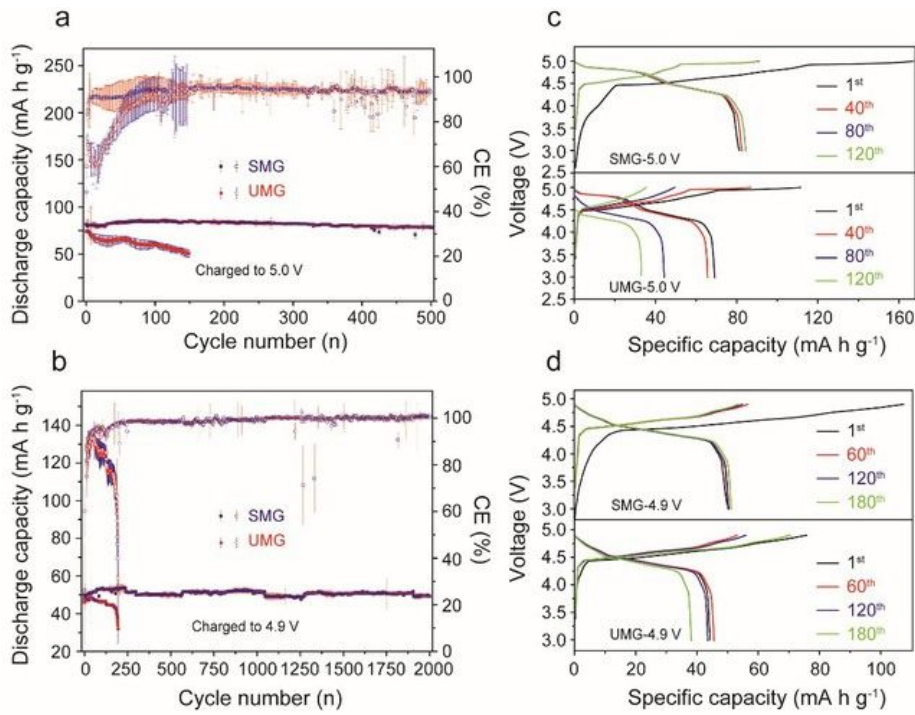 a
Discharge capacity (mA h g⁻¹)
250
225
200
175
150
125
100
75
50
25
0
SMG
UMG
Charged to 5.0 V
100
80
60
40
20
0
CE (%)
0 100 200 300 400 500
Cycle number (n)
c
Voltage (V)
5.0
4.5
4.0
3.5
3.0
2.5
1st
40th
80th
120th
SMG-5.0 V
5.0
4.5
4.0
3.5
3.0
2.5
1st
40th
80th
120th
UMG-5.0 V
0 40 80 120 160
Specific capacity (mA h g⁻¹)
b
Discharge capacity (mA h g⁻¹)
140
120
100
80
60
40
20
SMG
UMG
Charged to 4.9 V
100
80
60
40
20
0
CE (%)
0 250 500 750 1000 1250 1500 1750 2000
Cycle number (n)
d
Voltage (V)
5.0
4.5
4.0
3.5
3.0
1st
60th
120th
180th
SMG-4.9 V
5.0
4.5
4.0
3.5
3.0
1st
60th
120th
180th
UMG-4.9 V
0 20 40 60 80 100
Specific capacity (mA h g⁻¹)